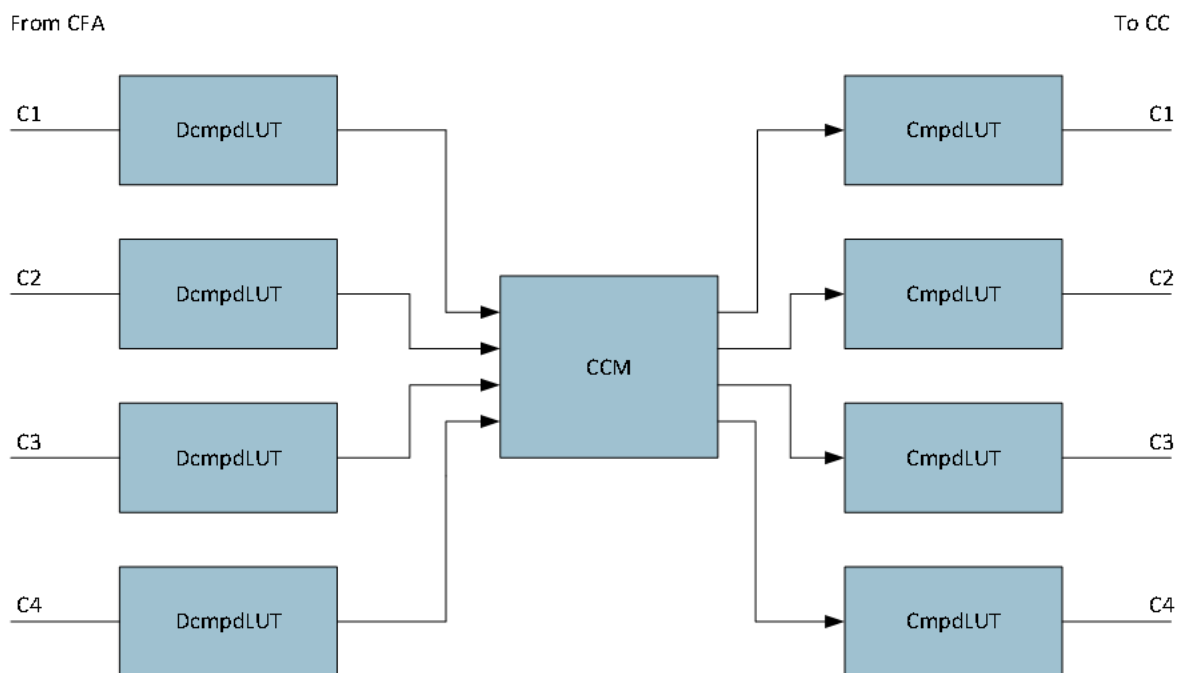 From CFA
To CC
C1
DcmpdLUT
CmpdLUT
C1
C2
DcmpdLUT
CmpdLUT
C2
CCM
C3
DcmpdLUT
CmpdLUT
C3
C4
DcmpdLUT
CmpdLUT
C4